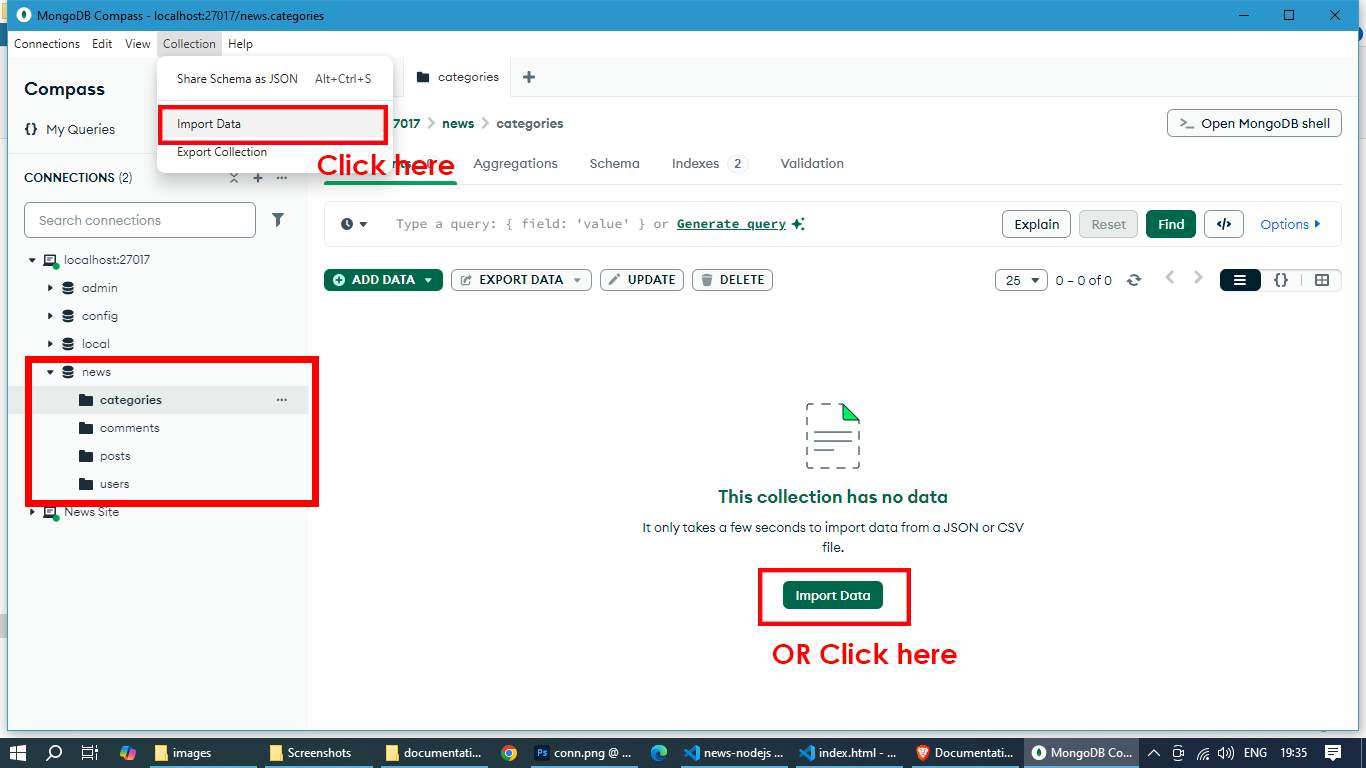 MongoDB Compass - localhost:27017/news.categories
Connections Edit View Collection Help
Compass
{} My Queries
CONNECTIONS (2)
Search connections
localhost:27017
admin
config
local
news
categories
comments
posts
users
News Site
Share Schema as JSON Alt+Ctrl+S
Import Data
Export Collection
Click here
categories
7017 > news > categories
>_ Open MongoDB shell
0 Aggregations Schema Indexes 2 Validation
Type a query: { field: 'value' } or Generate query
Explain Reset Find </> Options
ADD DATA EXPORT DATA UPDATE DELETE
25 0 – 0 of 0 {}
This collection has no data
It only takes a few seconds to import data from a JSON or CSV
file.
Import Data
OR Click here
images Screenshots documentati... Ps conn.png @ ... news-nodejs ... index.html - ... Documentati... MongoDB Co... ENG 19:35